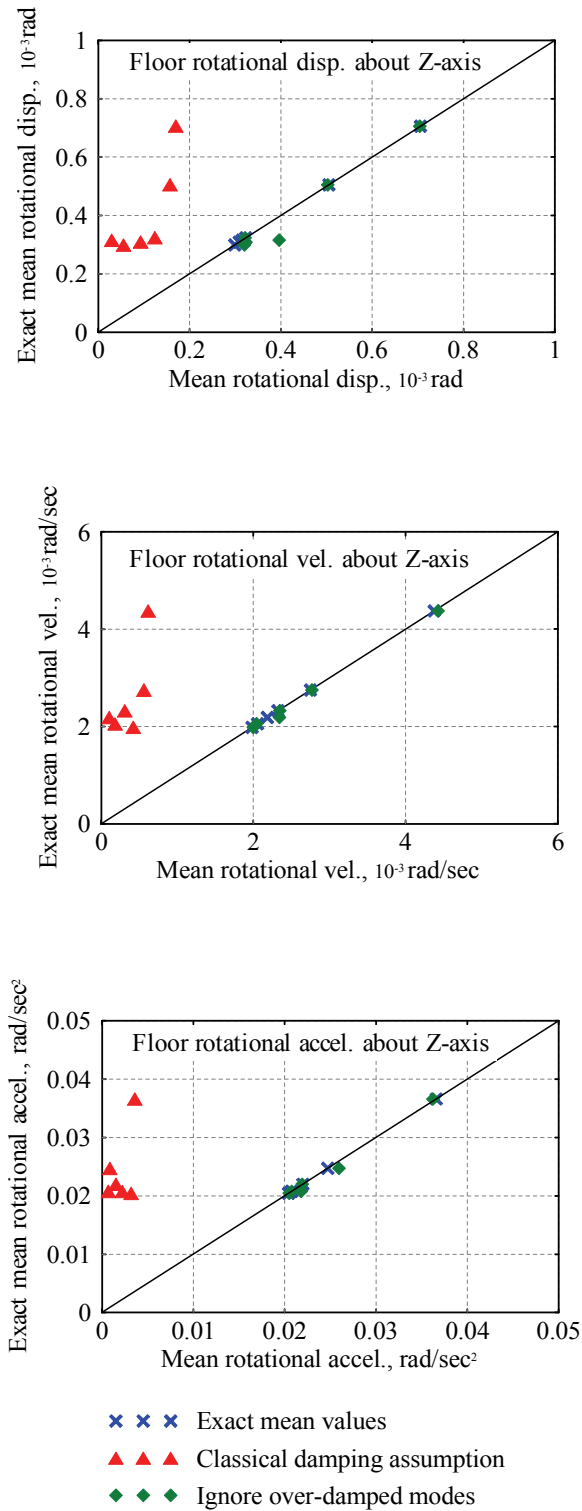 Floor rotational disp. about Z-axis
Exact mean rotational disp., 10⁻³ rad
1
0.8
0.6
0.4
0.2
0
0 0.2 0.4 0.6 0.8 1
Mean rotational disp., 10⁻³ rad
Floor rotational vel. about Z-axis
Exact mean rotational vel., 10⁻³ rad/sec
6
4
2
0
0 2 4 6
Mean rotational vel., 10⁻³ rad/sec
Floor rotational accel. about Z-axis
Exact mean rotational accel., rad/sec²
0.05
0.04
0.03
0.02
0.01
0
0 0.01 0.02 0.03 0.04 0.05
Mean rotational accel., rad/sec²
Exact mean values
Classical damping assumption
Ignore over-damped modes